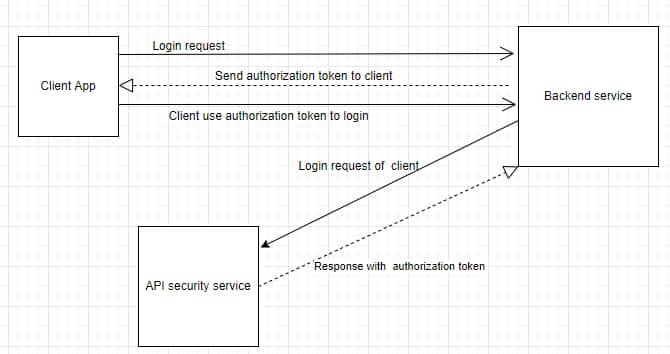 Login request
Send authorization token to client
Client App
Backend service
Client use authorization token to login
Login request of client
Response with authorization token
API security service